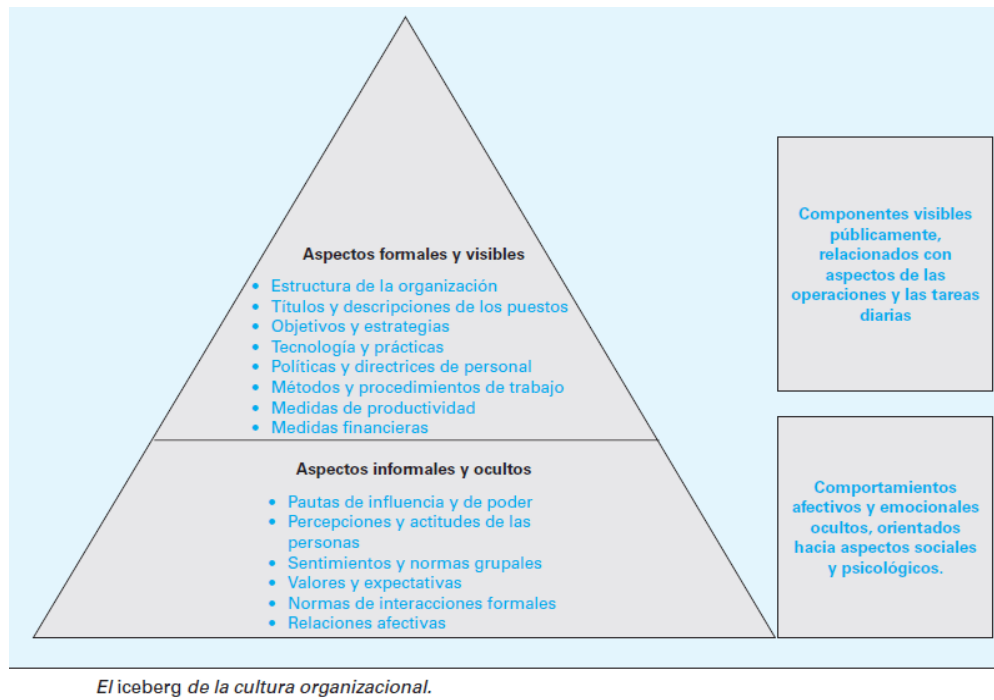 Aspectos formales y visibles
• Estructura de la organización
• Títulos y descripciones de los puestos
• Objetivos y estrategias
• Tecnología y prácticas
• Políticas y directrices de personal
• Métodos y procedimientos de trabajo
• Medidas de productividad
• Medidas financieras
Componentes visibles
públicamente,
relacionados con
aspectos de las
operaciones y las tareas
diarias
Aspectos informales y ocultos
• Pautas de influencia y de poder
• Percepciones y actitudes de las
personas
• Sentimientos y normas grupales
• Valores y expectativas
• Normas de interacciones formales
• Relaciones afectivas
Comportamientos
afectivos y emocionales
ocultos, orientados
hacia aspectos sociales
y psicológicos.
El iceberg de la cultura organizacional.